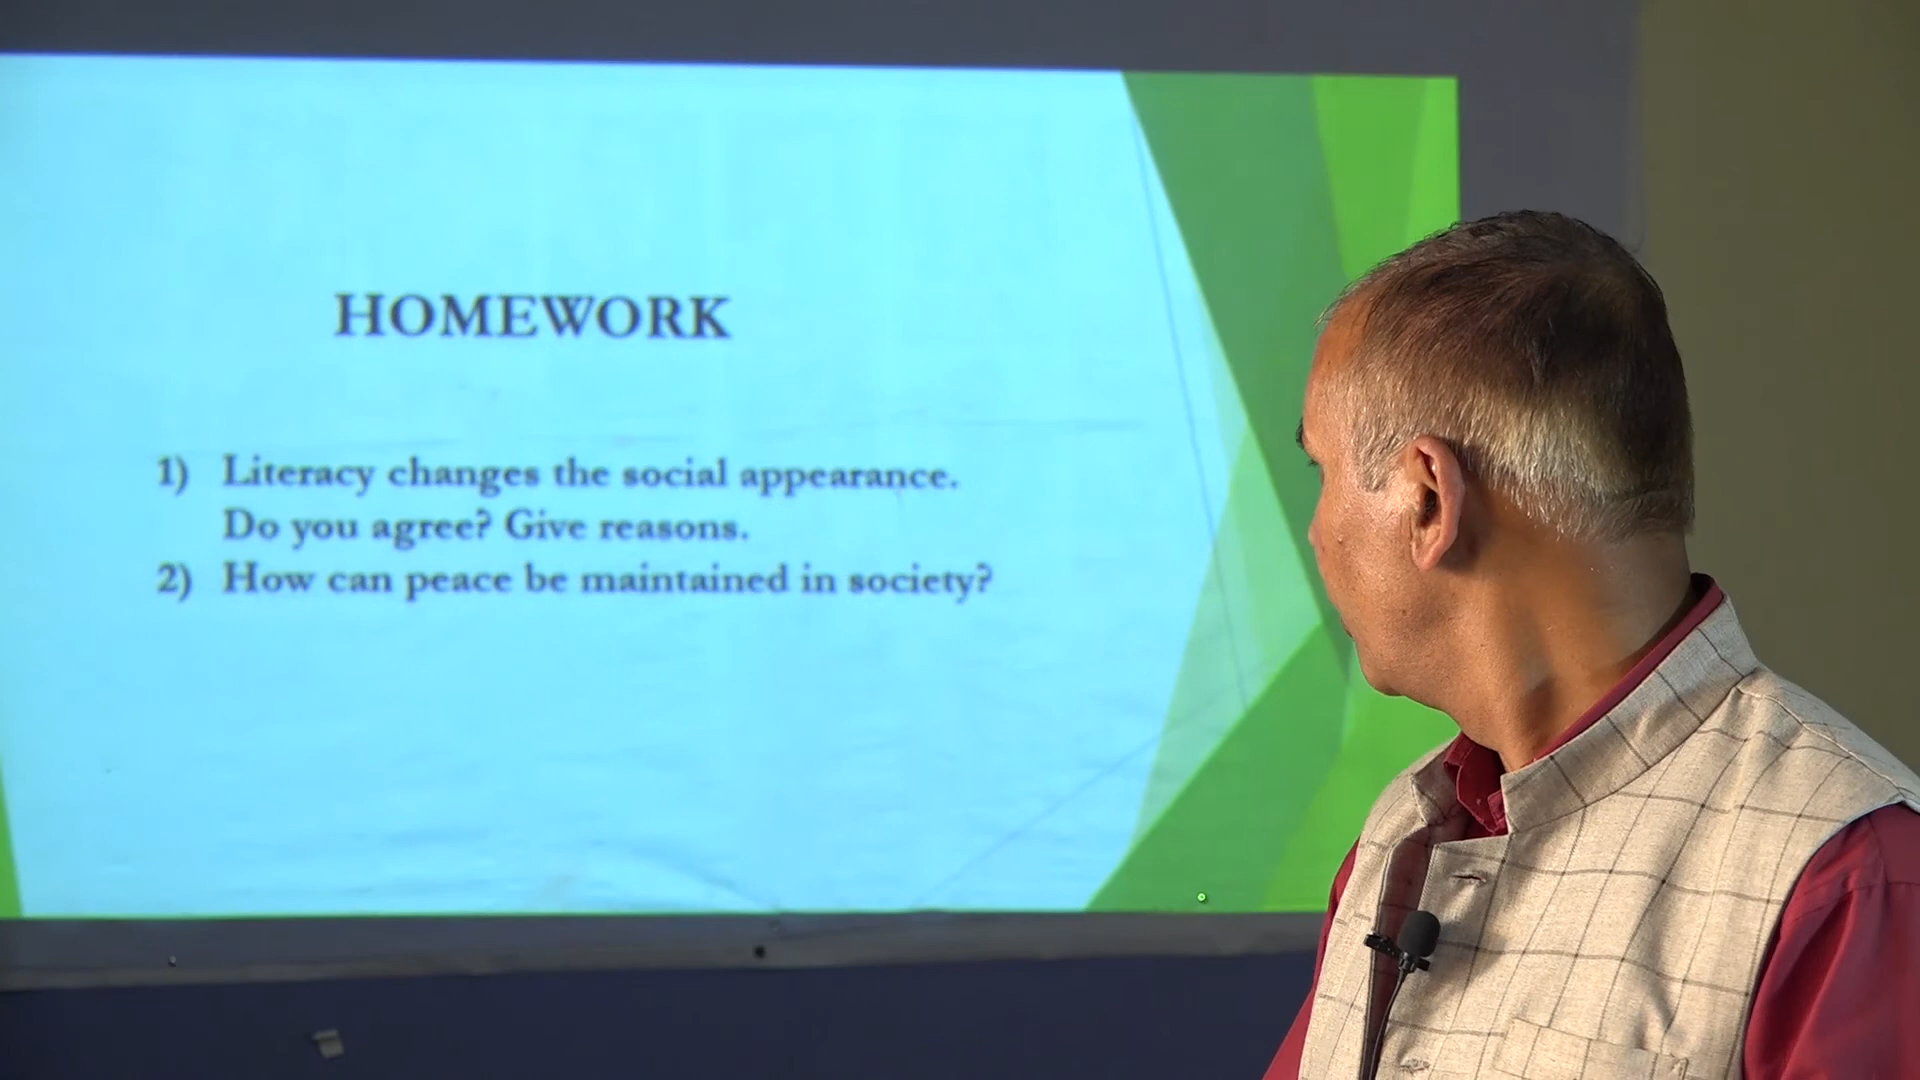 HOMEWORK
1) Literacy changes the social appearance.
Do you agree? Give reasons.
2) How can peace be maintained in society?